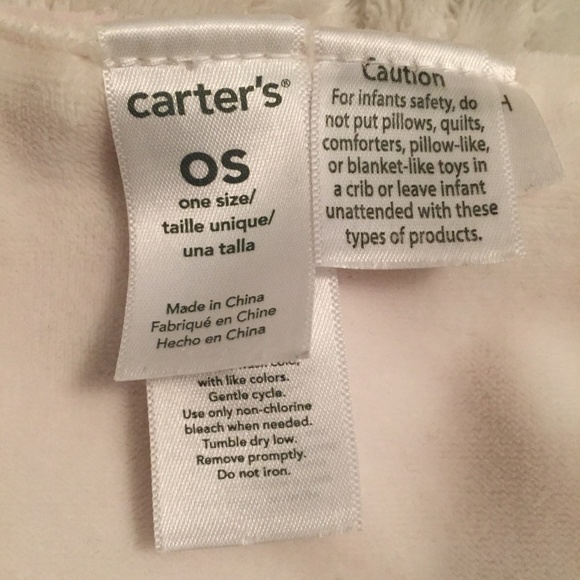 carter's®
OS
one size/
taille unique/
una talla
Made in China
Fabriqué en Chine
Hecho en China
Caution
For infants safety, do
not put pillows, quilts,
comforters, pillow-like,
or blanket-like toys in
a crib or leave infant
unattended with these
types of products.
with like colors.
Gentle cycle.
Use only non-chlorine
bleach when needed.
Tumble dry low.
Remove promptly.
Do not iron.